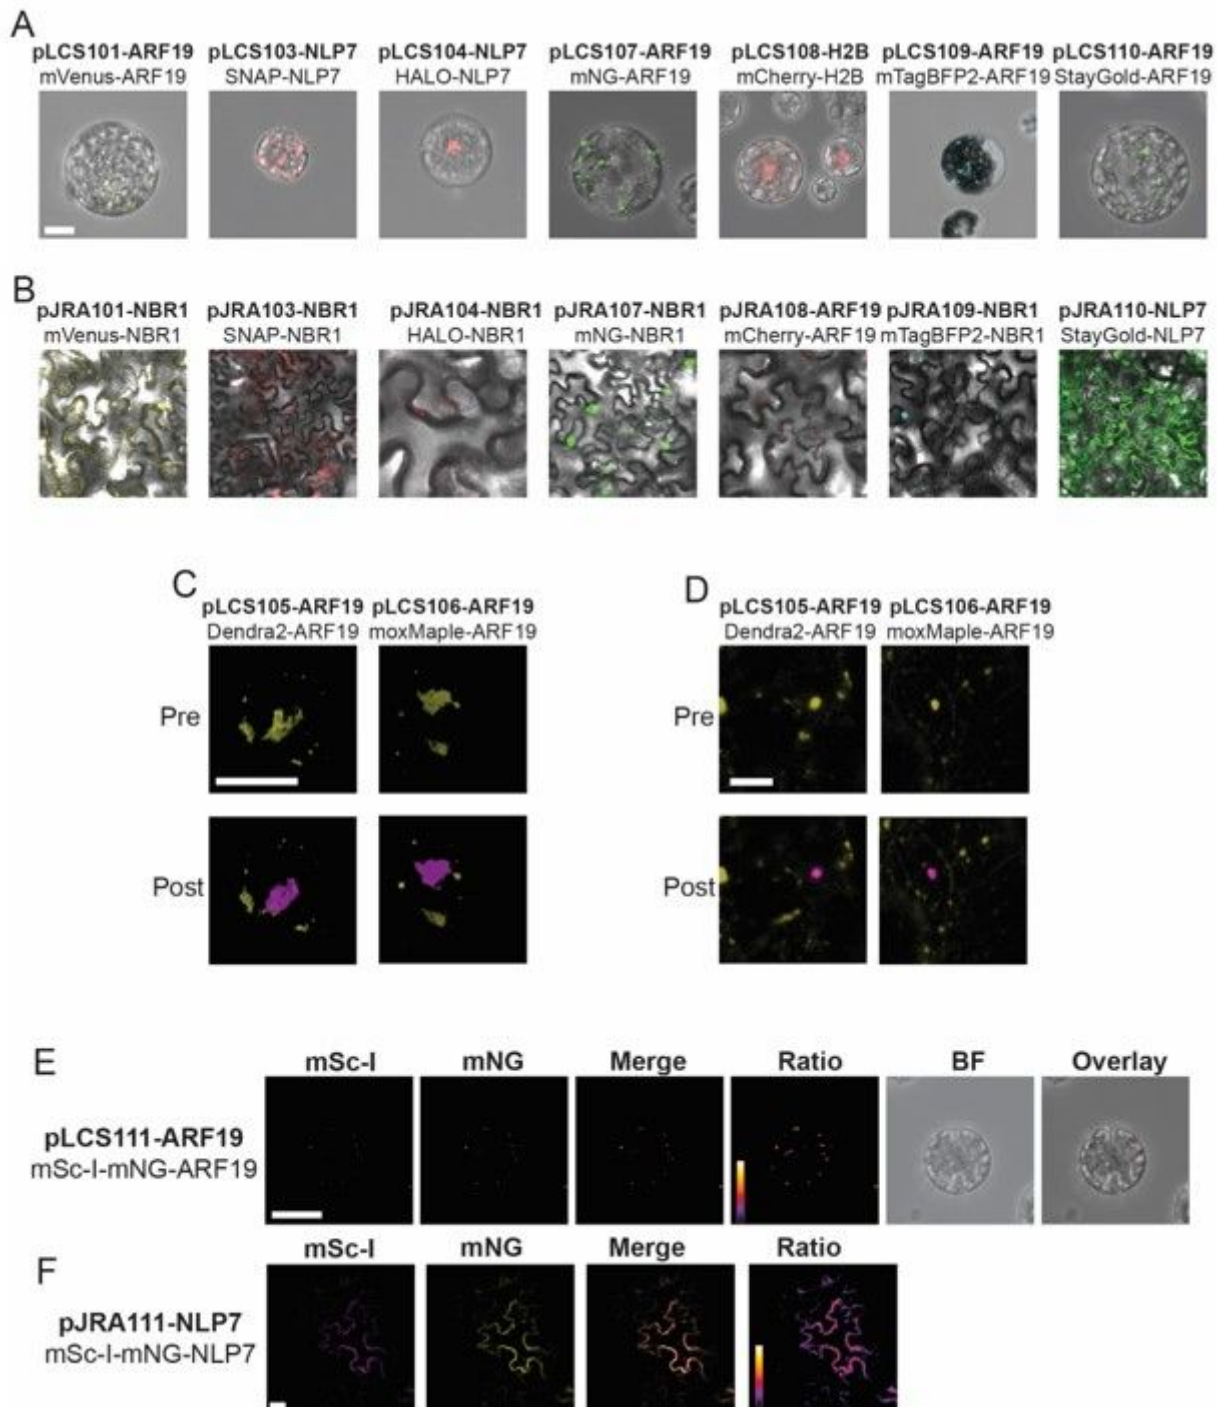 A
pLCS101-ARF19 pLCS103-NLP7 pLCS104-NLP7 pLCS107-ARF19 pLCS108-H2B pLCS109-ARF19 pLCS110-ARF19
mVenus-ARF19 SNAP-NLP7 HALO-NLP7 mNG-ARF19 mCherry-H2B mTagBFP2-ARF19 StayGold-ARF19
B
pJRA101-NBR1 pJRA103-NBR1 pJRA104-NBR1 pJRA107-NBR1 pJRA108-ARF19 pJRA109-NBR1 pJRA110-NLP7
mVenus-NBR1 SNAP-NBR1 HALO-NBR1 mNG-NBR1 mCherry-ARF19 mTagBFP2-NBR1 StayGold-NLP7
C D
pLCS105-ARF19 pLCS106-ARF19 pLCS105-ARF19 pLCS106-ARF19
Dendra2-ARF19 moxMaple-ARF19 Dendra2-ARF19 moxMaple-ARF19
Pre Pre
Post Post
E
mSc-I mNG Merge Ratio BF Overlay
pLCS111-ARF19
mSc-I-mNG-ARF19
F
mSc-I mNG Merge Ratio
pJRA111-NLP7
mSc-I-mNG-NLP7